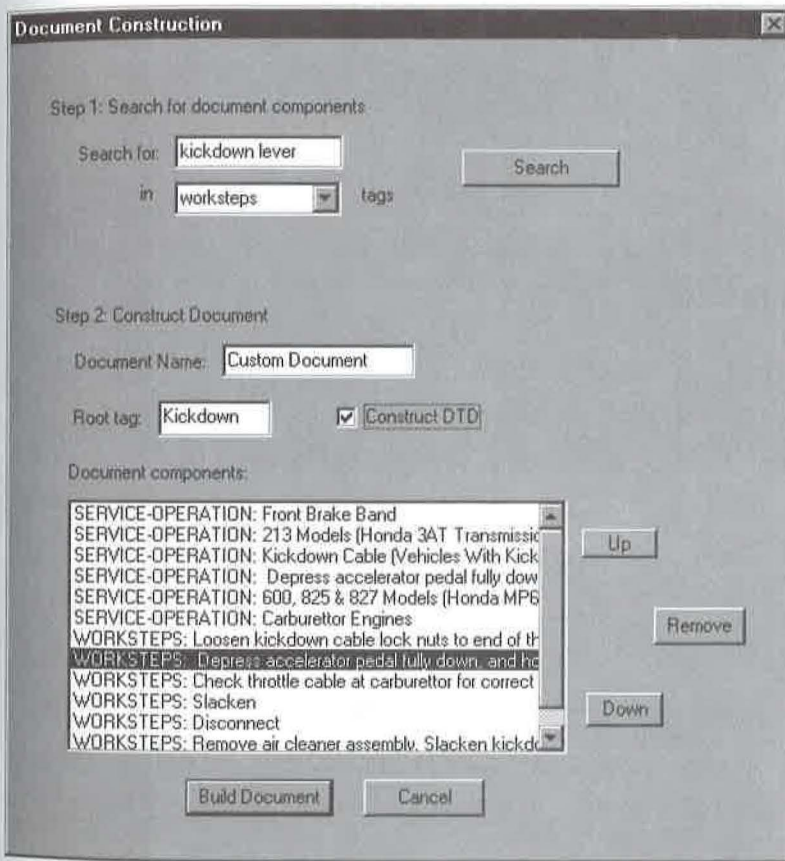 Document Construction
Step 1: Search for document components
Search for: kickdown lever
Search
in worksteps tags
Step 2: Construct Document
Document Name: Custom Document
Root tag: Kickdown
Construct DTD
Document components:
SERVICE-OPERATION: Front Brake Band
SERVICE-OPERATION: 213 Models (Honda 3AT Transmissic
SERVICE-OPERATION: Kickdown Cable (Vehicles With Kick
SERVICE-OPERATION: Depress accelerator pedal fully dow
SERVICE-OPERATION: 600, 825 & 827 Models (Honda MP6
SERVICE-OPERATION: Carburettor Engines
WORKSTEPS: Loosen kickdown cable lock nuts to end of th
WORKSTEPS: Depress accelerator pedal fully down, and ho
WORKSTEPS: Check throttle cable at carburettor for correct
WORKSTEPS: Slacken
WORKSTEPS: Disconnect
WORKSTEPS: Remove air cleaner assembly. Slacken kickdo
Up
Remove
Down
Build Document
Cancel